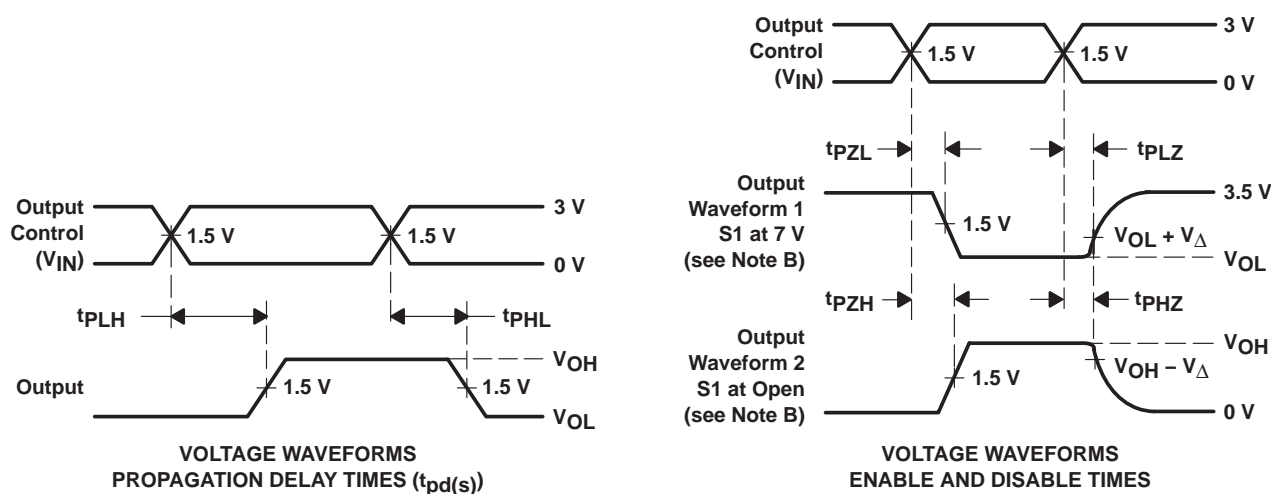 Output
Control
(VIN)
3 V
1.5 V
1.5 V
0 V
tPLH
tPHL
Output
VOH
1.5 V
1.5 V
VOL
VOLTAGE WAVEFORMS
PROPAGATION DELAY TIMES (tpd(s))
Output
Control
(VIN)
3 V
1.5 V
1.5 V
0 V
tPZL
tPLZ
Output
Waveform 1
S1 at 7 V
(see Note B)
3.5 V
1.5 V
VOL + VΔ
VOL
tPZH
tPHZ
Output
Waveform 2
S1 at Open
(see Note B)
VOH
VOH − VΔ
1.5 V
0 V
VOLTAGE WAVEFORMS
ENABLE AND DISABLE TIMES